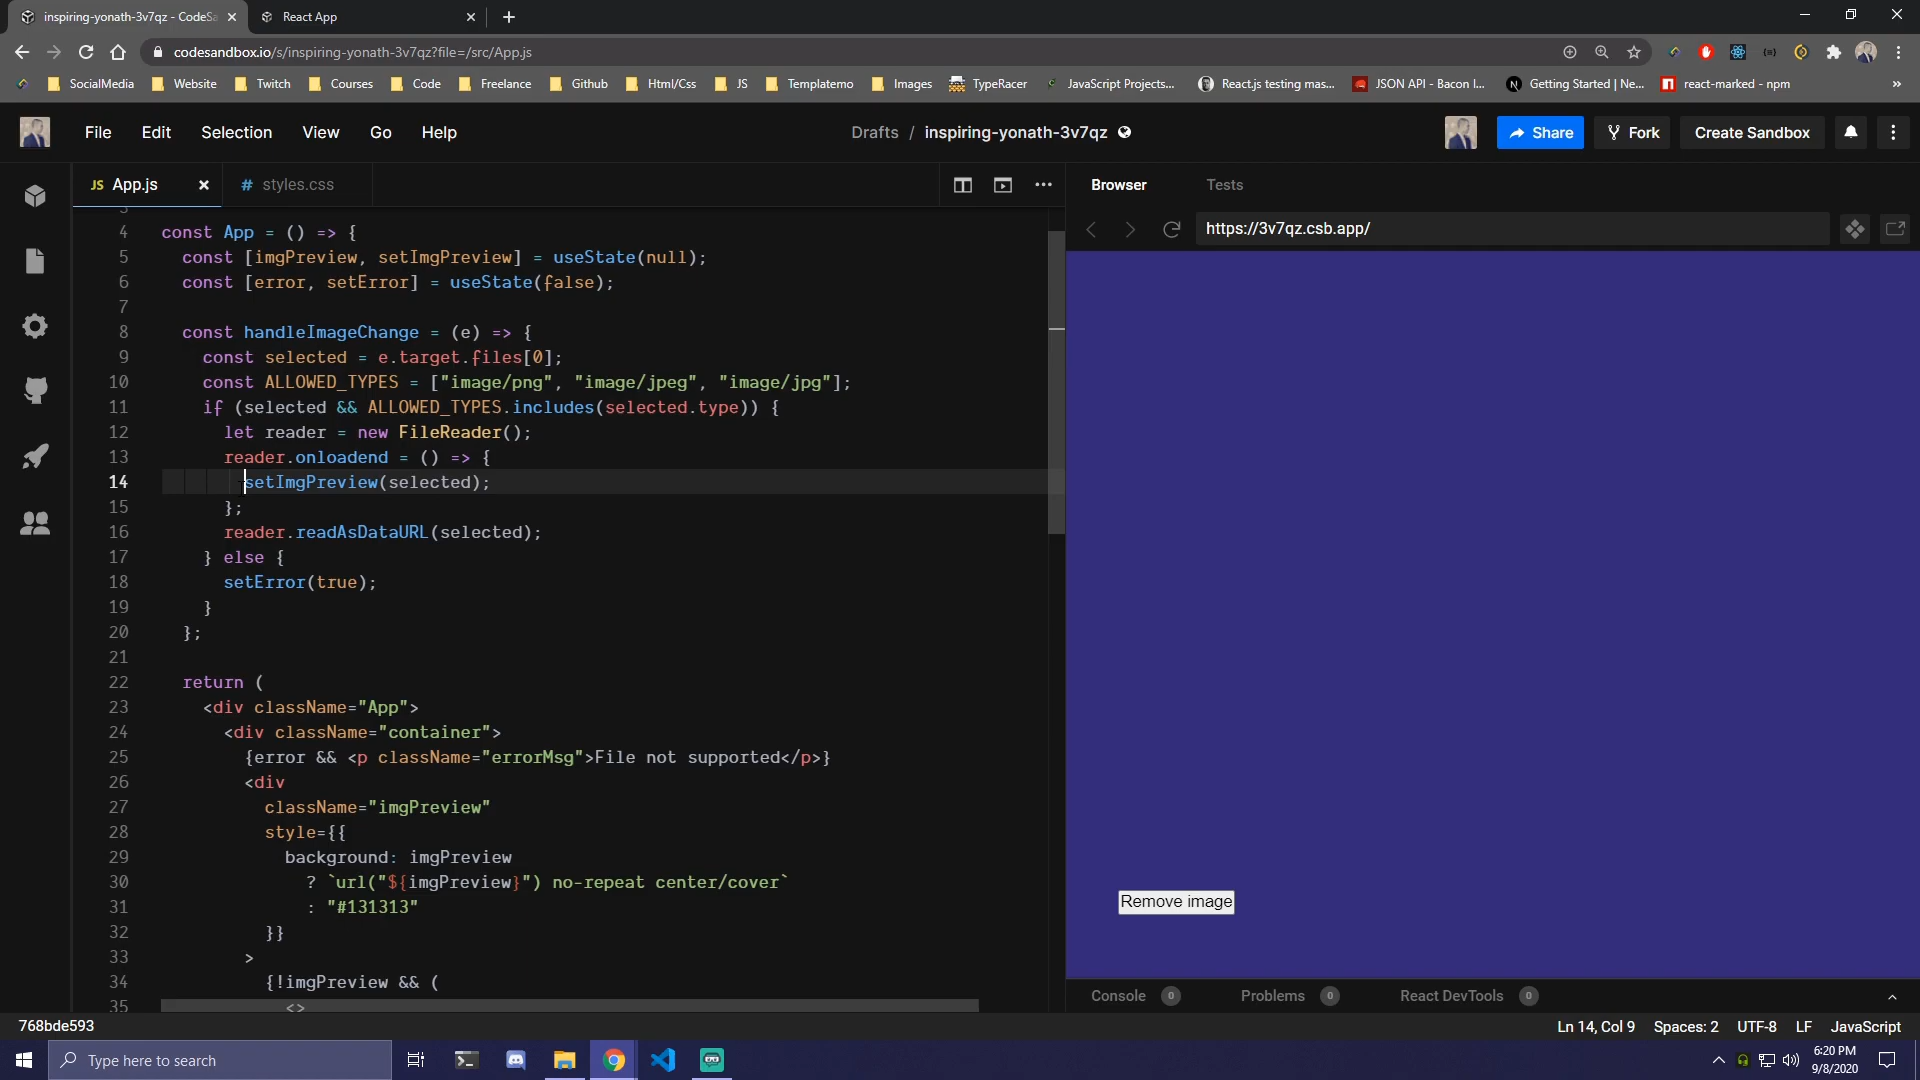 inspiring-yonath-3v7qz - CodeSa
React App
codesandbox.io/s/inspiring-yonath-3v7qz?file=/src/App.js
SocialMedia
Website
Twitch
Courses
Code
Freelance
Github
Html/Css
JS
Templatemo
Images
TypeRacer
JavaScript Projects...
React.js testing mas...
JSON API - Bacon I...
Getting Started | Ne...
react-marked - npm
»
File Edit Selection View Go Help
Drafts / inspiring-yonath-3v7qz
Share
Fork
Create Sandbox
JS App.js
# styles.css
Browser
Tests
https://3v7qz.csb.app/
3
4 const App = () => {
5 const [imgPreview, setImgPreview] = useState(null);
6 const [error, setError] = useState(false);
7
8 const handleImageChange = (e) => {
9 const selected = e.target.files[0];
10 const ALLOWED_TYPES = ["image/png", "image/jpeg", "image/jpg"];
11 if (selected && ALLOWED_TYPES.includes(selected.type)) {
12 let reader = new FileReader();
13 reader.onloadend = () => {
14 setImgPreview(selected);
15 };
16 reader.readAsDataURL(selected);
17 } else {
18 setError(true);
19 }
20 };
21
22 return (
23 <div className="App">
24 <div className="container">
25 {error && <p className="errorMsg">File not supported</p>}
26 <div
27 className="imgPreview"
28 style={{
29 background: imgPreview
30 ? `url("${imgPreview}") no-repeat center/cover`
31 : "#131313"
32 }}
33 >
34 {!imgPreview && (
35 <>
Remove image
Console 0
Problems 0
React DevTools 0
768bde593
Ln 14, Col 9
Spaces: 2
UTF-8
LF
JavaScript
Type here to search
6:20 PM
9/8/2020